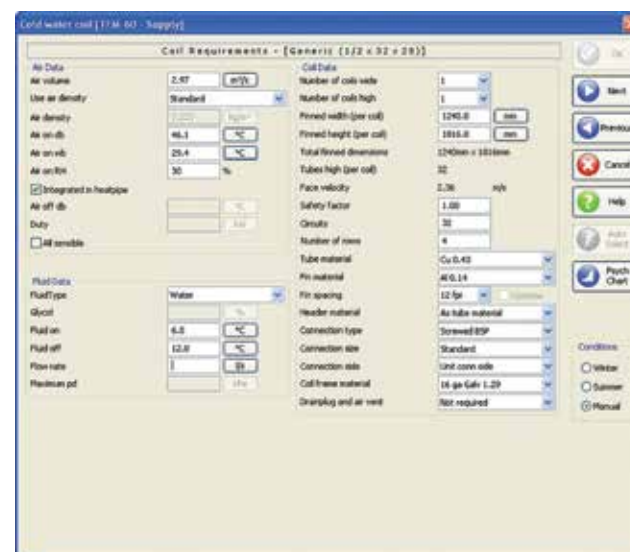 Cold water coil [TTM 60 - Supply]
Coil Requirements - [Generic (1/2 x 32 x 28)]
Air Data
Air volume 2.97 m³/s
Use air density Standard
Air density
Air on db 46.1 °C
Air on wb 29.4 °C
Air on RH 30 %
Integrated in heatpipe
Air off db °C
Duty kW
All sensible
Fluid Data
Fluid Type Water
Glycol %
Fluid on 6.0 °C
Fluid off 12.0 °C
Flow rate l/s
Maximum pd kPa
Coil Data
Number of coils wide 1
Number of coils high 1
Finned width (per coil) 1240.0 mm
Finned height (per coil) 1016.0 mm
Total finned dimensions 1240mm x 1016mm
Tubes high (per coil) 32
Face velocity 2.36 m/s
Safety factor 1.00
Circuits 32
Number of rows 4
Tube material Cu 0.43
Fin material Al 0.14
Fin spacing 12 fpi
Header material As tube material
Connection type Screwed BSP
Connection size Standard
Connection side Unit conn side
Coil frame material 16 ga Galv 1.29
Drainplug and air vent Not required
OK
Next
Previous
Cancel
Help
Auto Select
Psych Chart
Conditions
Winter
Summer
Manual